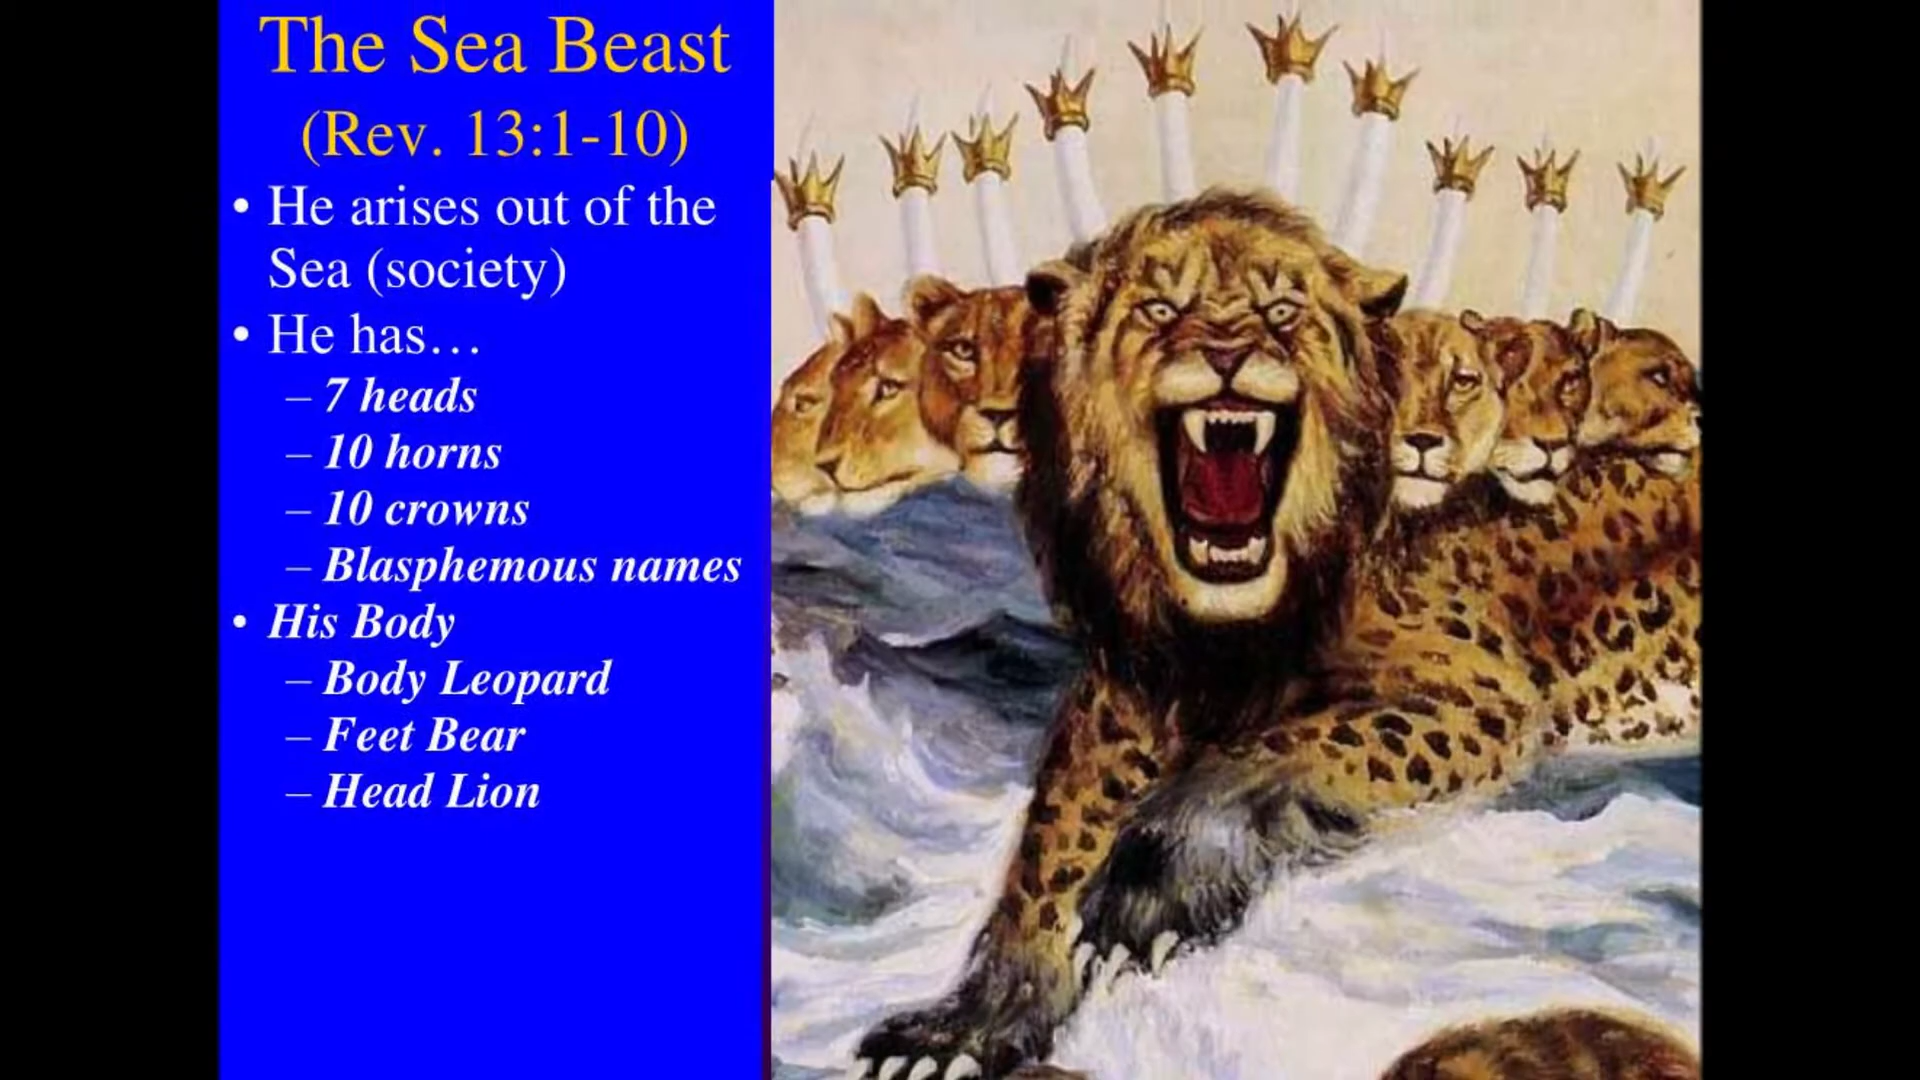 The Sea Beast
(Rev. 13:1-10)
• He arises out of the
Sea (society)
• He has…
– 7 heads
– 10 horns
– 10 crowns
– Blasphemous names
• His Body
– Body Leopard
– Feet Bear
– Head Lion